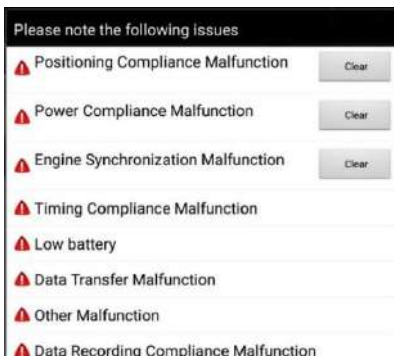 Please note the following issues
Positioning Compliance Malfunction
Clear
Power Compliance Malfunction
Clear
Engine Synchronization Malfunction
Clear
Timing Compliance Malfunction
Low battery
Data Transfer Malfunction
Other Malfunction
Data Recording Compliance Malfunction